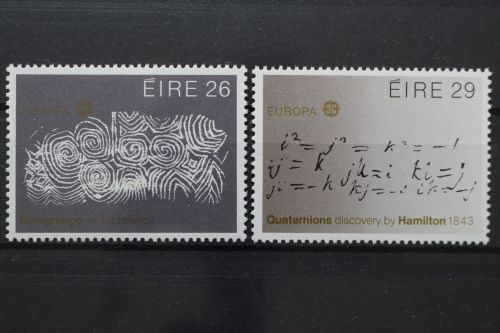 ÉIRE 26
EUROPA
Newgrange
ÉIRE 29
EUROPA
i² = j² = k² = -1
ij = k jk = i ki = j
ji = -k kj = -i ik = -j
Quaternions discovery by Hamilton 1843